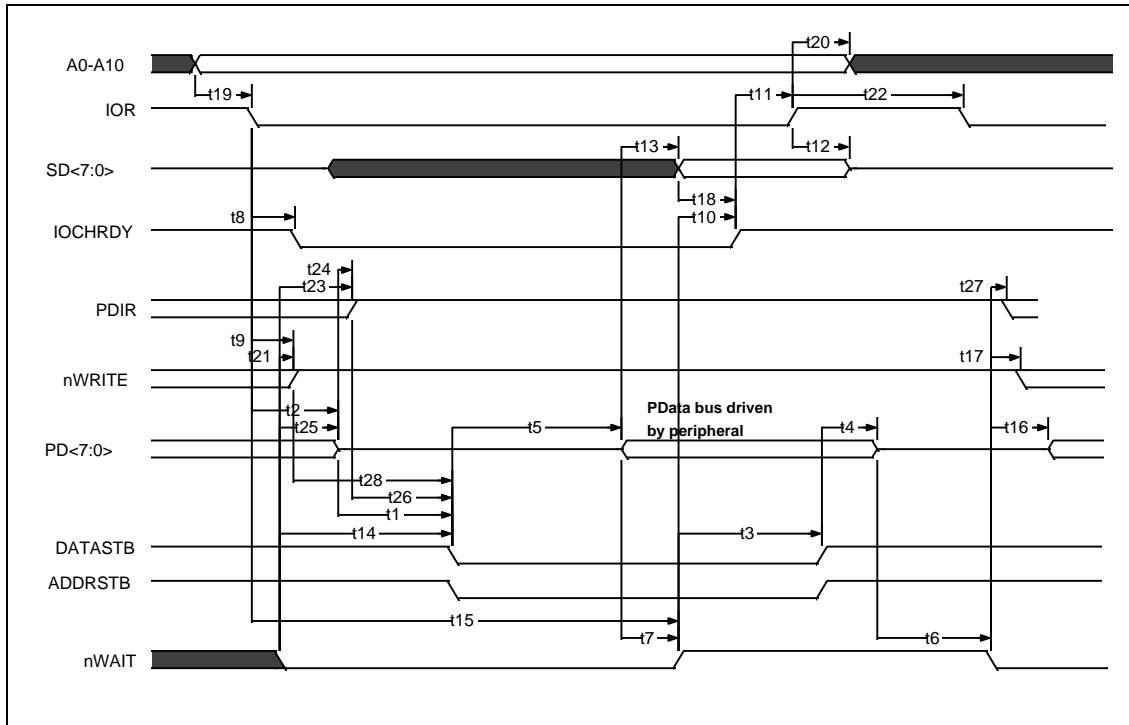 t20
A0-A10
t19
t11
t22
IOR
t13
t12
SD<7:0>
t18
t8
t10
IOCHRDY
t24
t23
t27
PDIR
t9
t21
t17
nWRITE
t2
PData bus driven
t25
t5
by peripheral
t4
t16
PD<7:0>
t28
t26
t1
t14
t3
DATASTB
ADDRSTB
t15
t7
t6
nWAIT